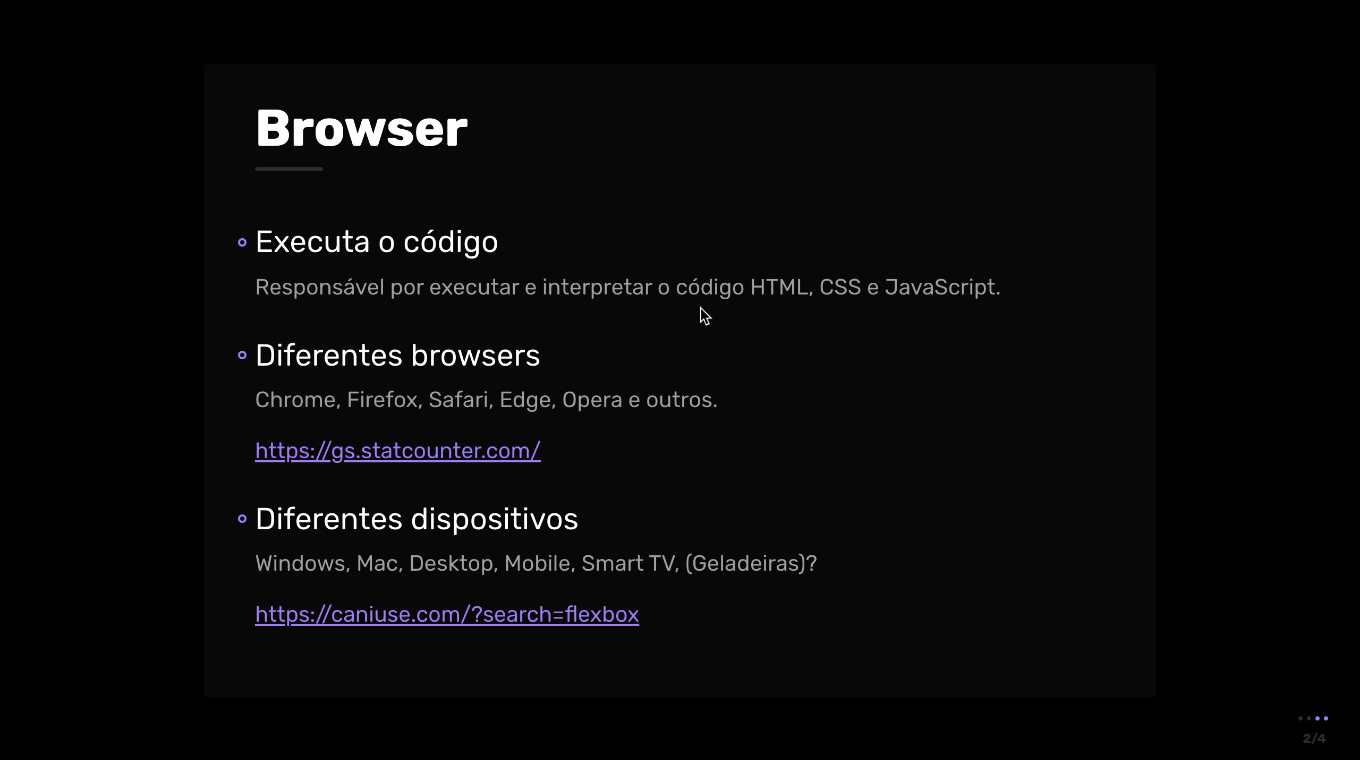 Browser
Executa o código
Responsável por executar e interpretar o código HTML, CSS e JavaScript.
Diferentes browsers
Chrome, Firefox, Safari, Edge, Opera e outros.
https://gs.statcounter.com/
Diferentes dispositivos
Windows, Mac, Desktop, Mobile, Smart TV, (Geladeiras)?
https://caniuse.com/?search=flexbox
2/4